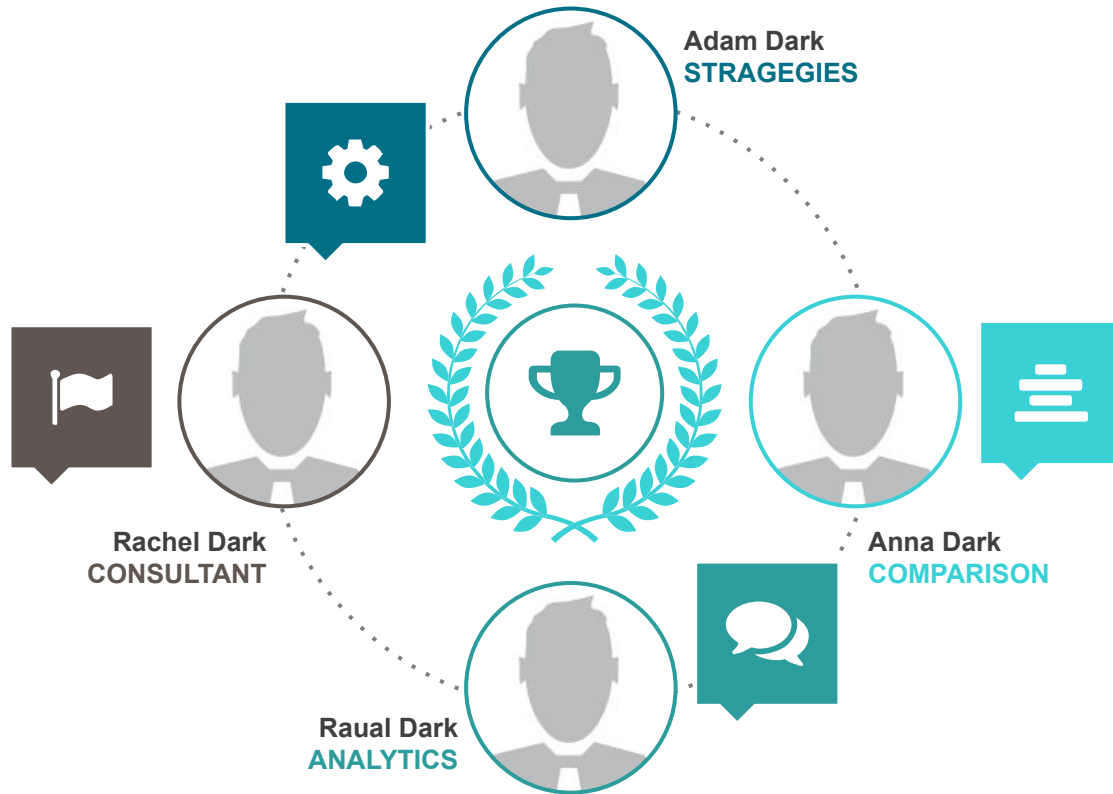 Adam Dark
STRAGEGIES
Rachel Dark
CONSULTANT
Anna Dark
COMPARISON
Raual Dark
ANALYTICS